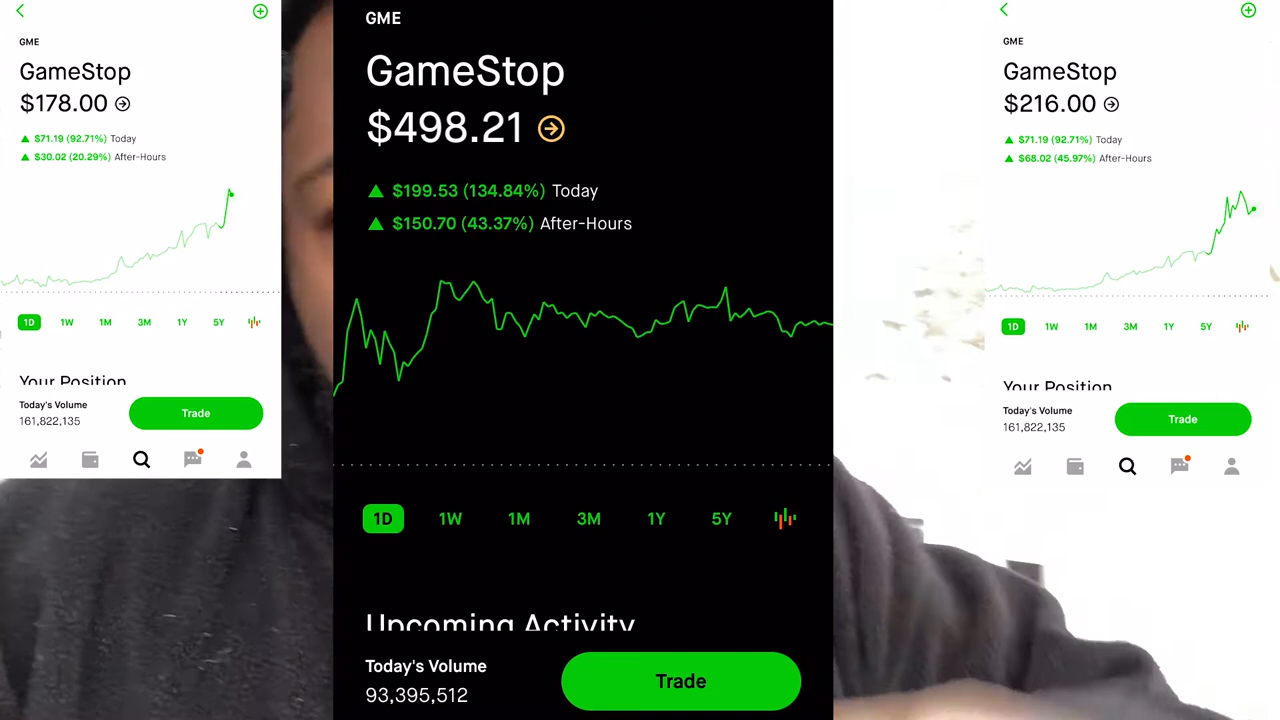 GME
GameStop
$178.00
$71.19 (92.71%) Today
$30.02 (20.29%) After-Hours
1D 1W 1M 3M 1Y 5Y
Your Position
Today's Volume
161,822,135
Trade
GME
GameStop
$498.21
$199.53 (134.84%) Today
$150.70 (43.37%) After-Hours
1D 1W 1M 3M 1Y 5Y
Upcoming Activity
Today's Volume
93,395,512
Trade
GME
GameStop
$216.00
$71.19 (92.71%) Today
$68.02 (45.97%) After-Hours
1D 1W 1M 3M 1Y 5Y
Your Position
Today's Volume
161,822,135
Trade